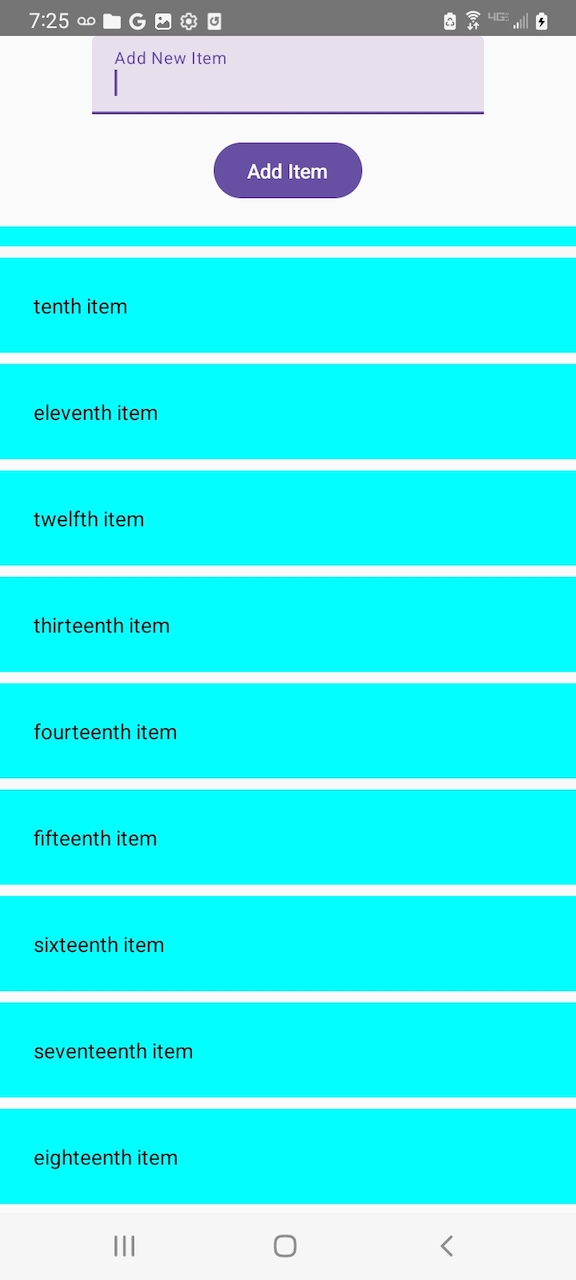 7:25
4GE
Add New Item
Add Item
tenth item
eleventh item
twelfth item
thirteenth item
fourteenth item
fifteenth item
sixteenth item
seventeenth item
eighteenth item